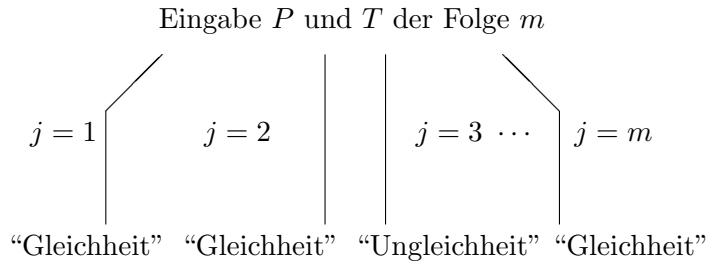 Eingabe P und T der Folge m
j = 1 j = 2 j = 3 ⋯ j = m
“Gleichheit” “Gleichheit” “Ungleichheit” “Gleichheit”